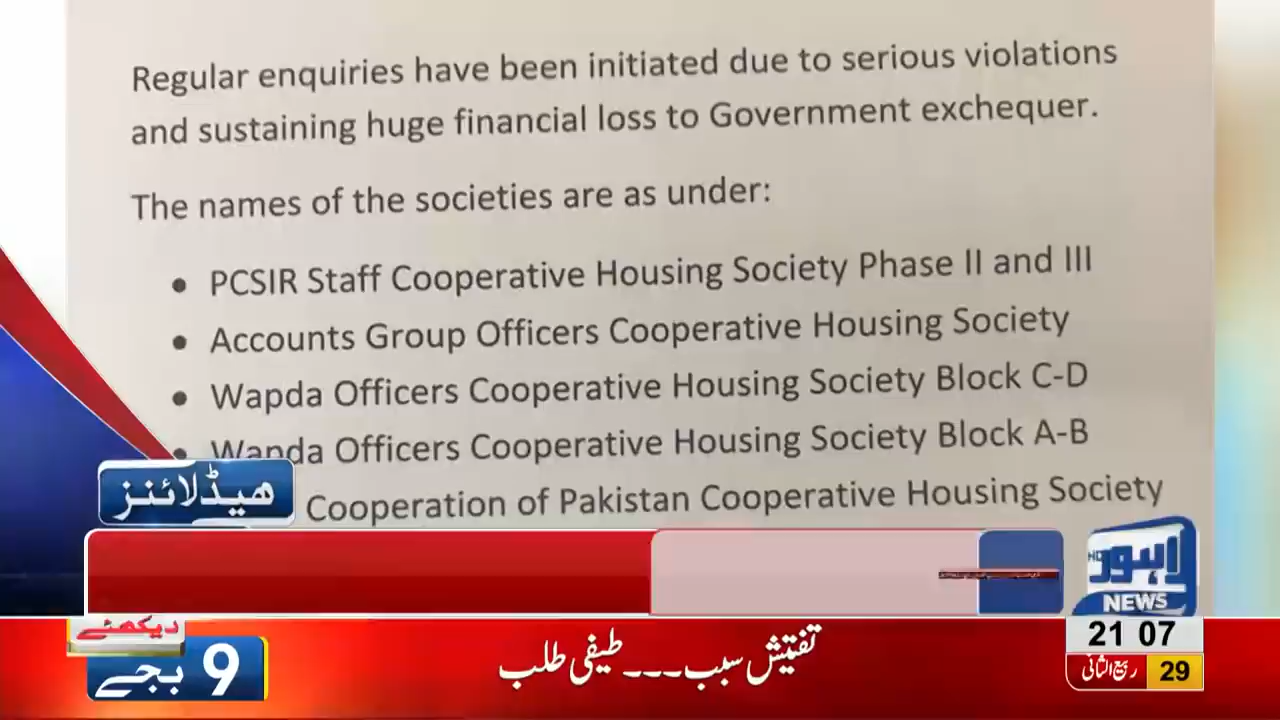 Regular enquiries have been initiated due to serious violations
and sustaining huge financial loss to Government exchequer.
The names of the societies are as under:
• PCSIR Staff Cooperative Housing Society Phase II and III
• Accounts Group Officers Cooperative Housing Society
• Wapda Officers Cooperative Housing Society Block C-D
• Wapda Officers Cooperative Housing Society Block A-B
Cooperation of Pakistan Cooperative Housing Society
ھیڈلائنز
HD لاہور
NEWS
21 07
29 ربیع الثانی
دیکھئے
9 بجے
تفتیش سبب۔۔۔طیفی طلب